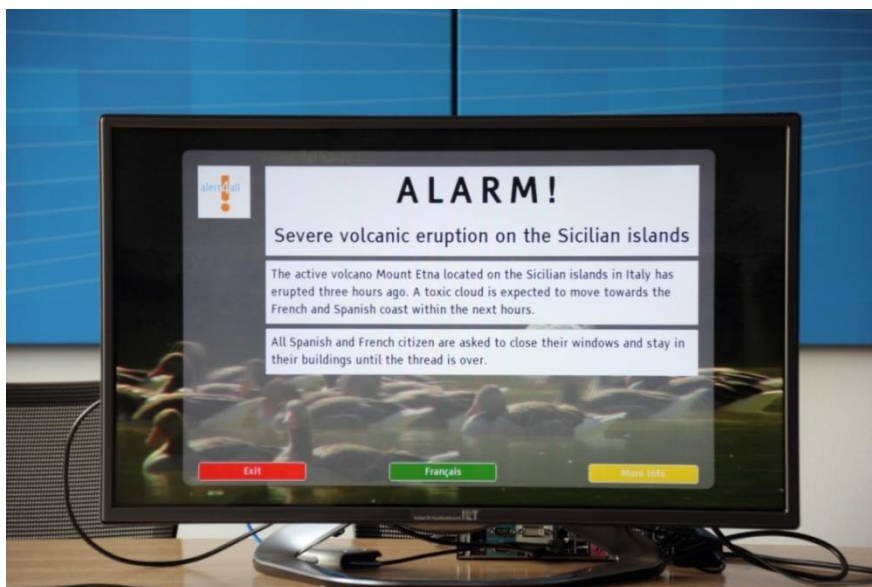 alert4all
ALARM!
Severe volcanic eruption on the Sicilian islands
The active volcano Mount Etna located on the Sicilian islands in Italy has
erupted three hours ago. A toxic cloud is expected to move towards the
French and Spanish coast within the next hours.
All Spanish and French citizen are asked to close their windows and stay in
their buildings until the thread is over.
Exit
Français
More Info